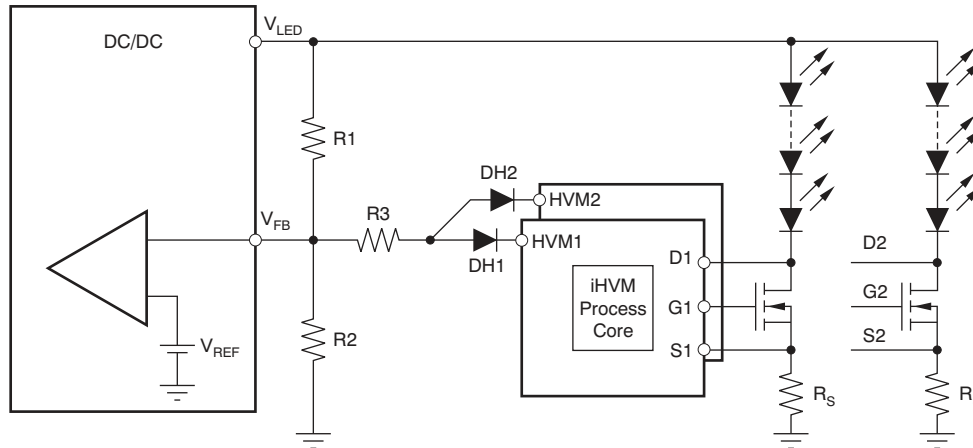 V_LED
DC/DC
R1
DH2
HVM2
V_FB
R3
HVM1
DH1
D1
D2
iHVM
Process
Core
G1
G2
V_REF
R2
S1
S2
R_S
R